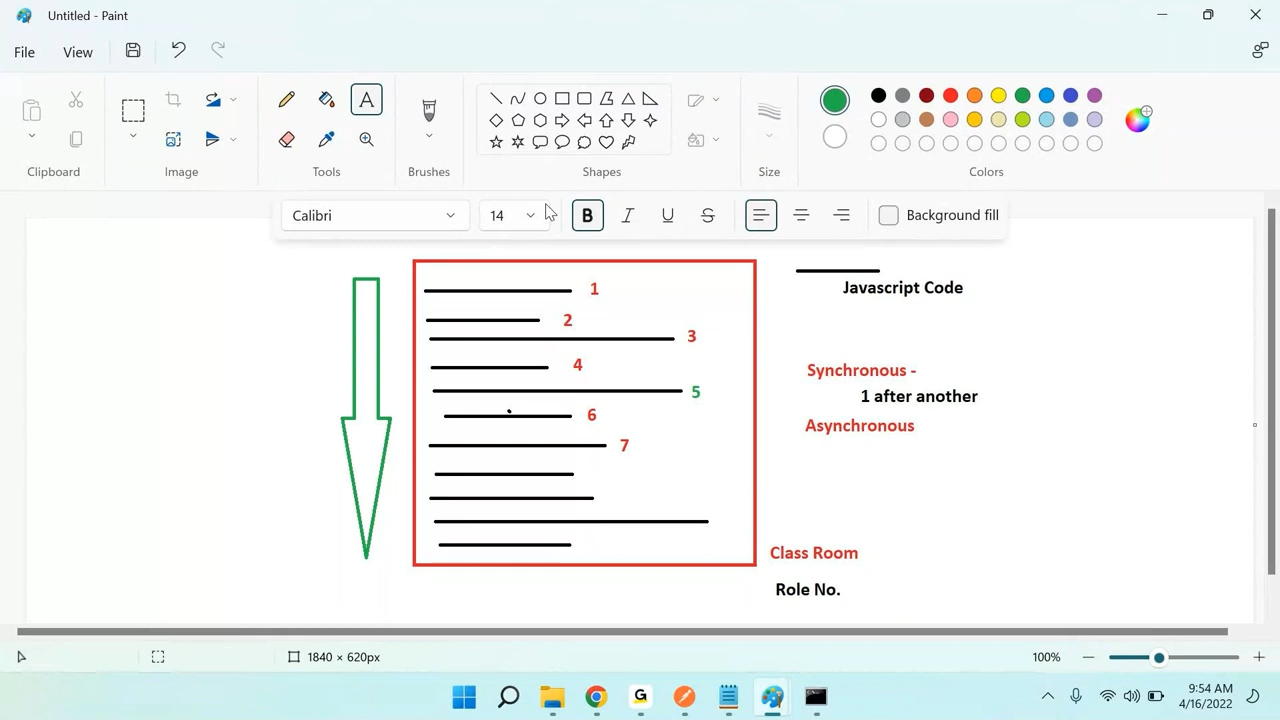 Untitled - Paint
File View
Clipboard Image Tools Brushes Shapes Size Colors
Calibri 14 B I U S Background fill
1
2
3
4
5
6
7
Javascript Code
Synchronous -
1 after another
Asynchronous
Class Room
Role No.
1840 × 620px 100%
9:54 AM
4/16/2022